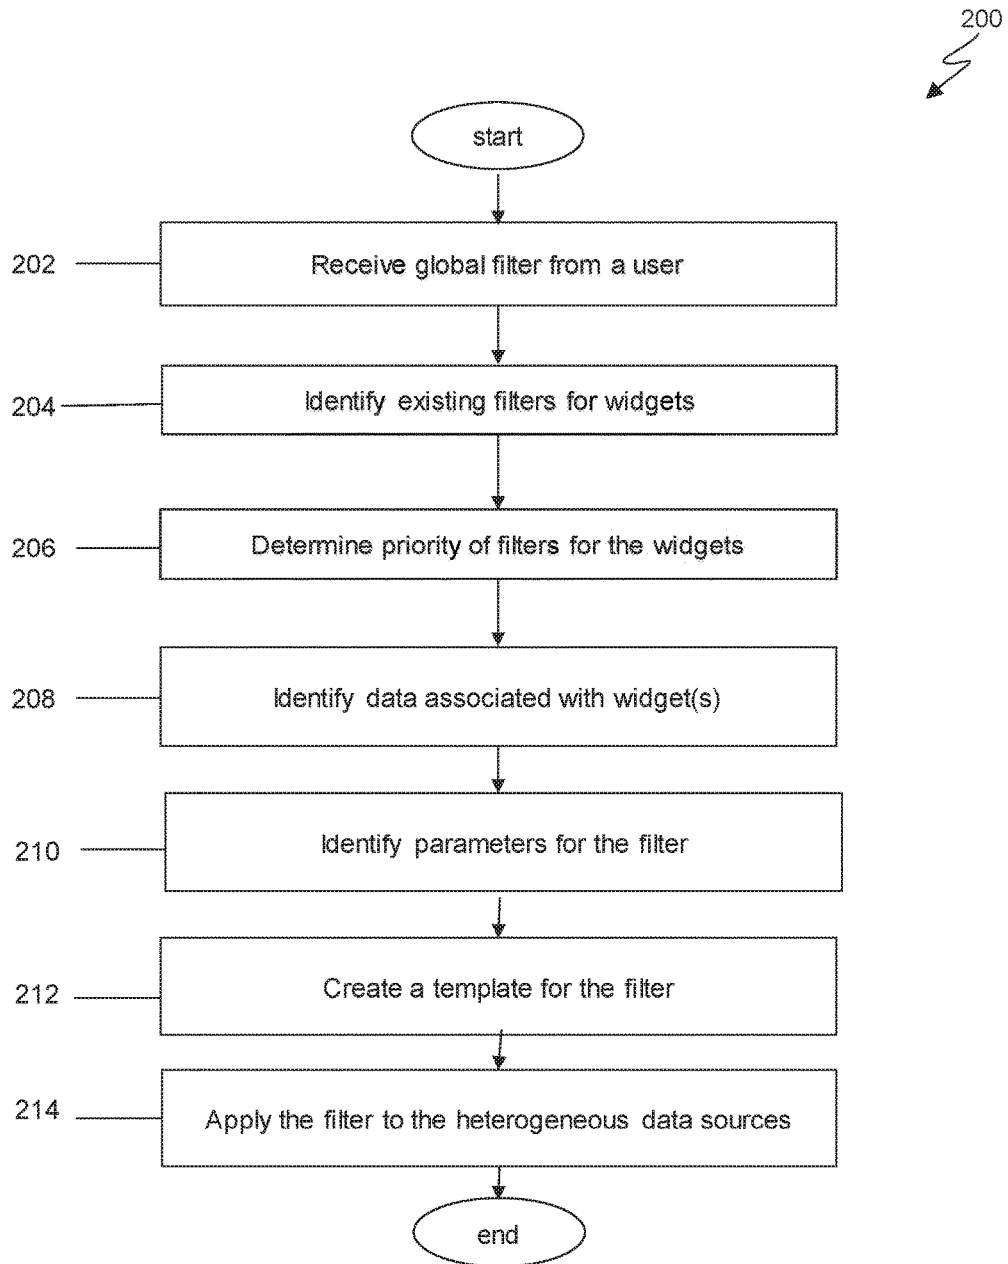 200
start
202
Receive global filter from a user
204
Identify existing filters for widgets
206
Determine priority of filters for the widgets
208
Identify data associated with widget(s)
210
Identify parameters for the filter
212
Create a template for the filter
214
Apply the filter to the heterogeneous data sources
end